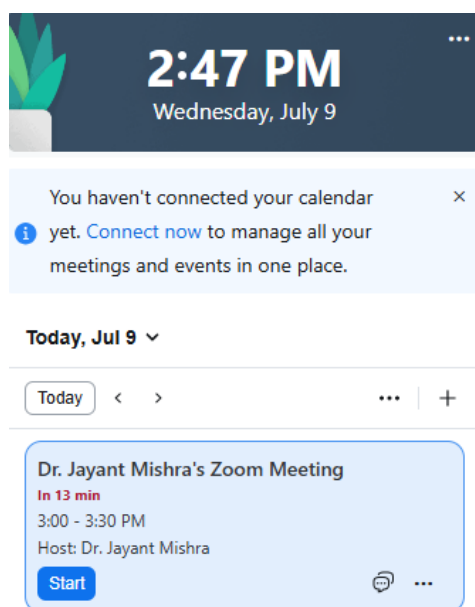 2:47 PM
Wednesday, July 9
You haven't connected your calendar
yet. Connect now to manage all your
meetings and events in one place.
Today, Jul 9
Today
Dr. Jayant Mishra's Zoom Meeting
In 13 min
3:00 - 3:30 PM
Host: Dr. Jayant Mishra
Start